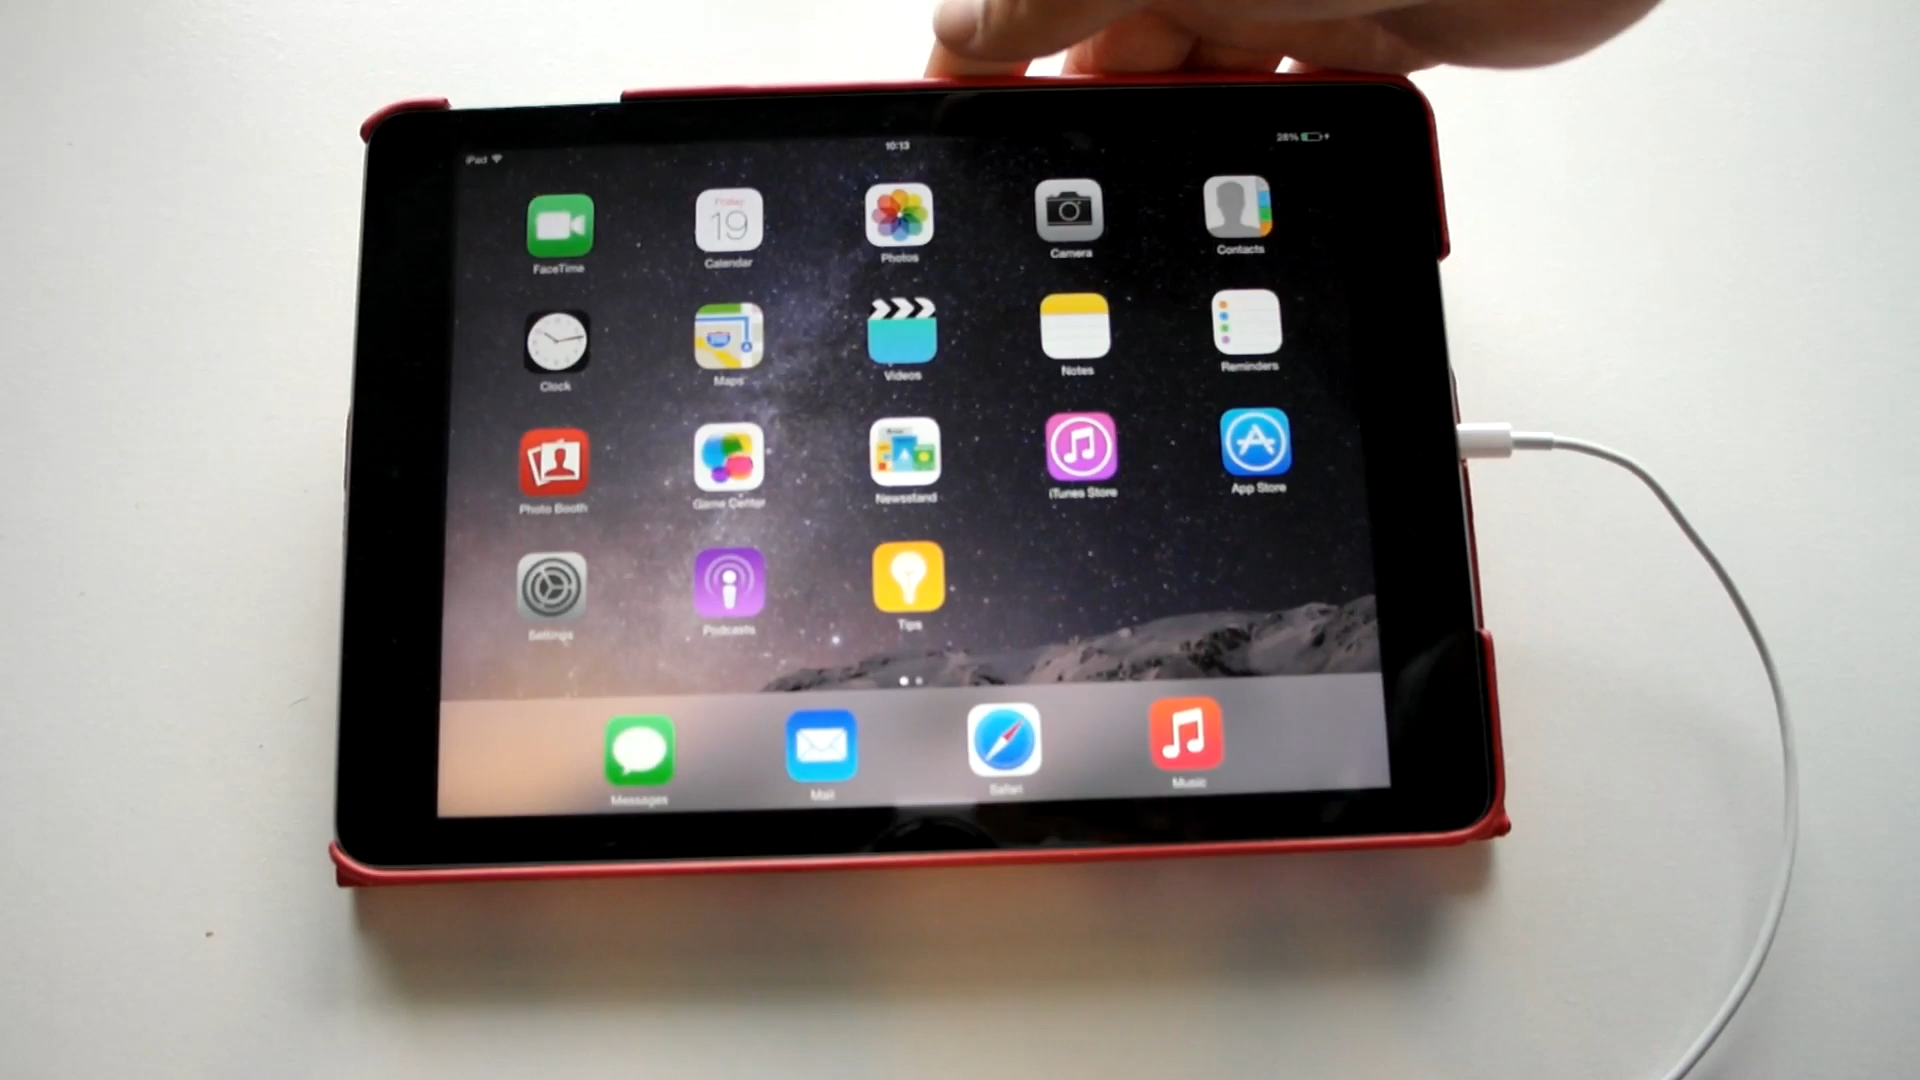 iPad
10:13
28%
FaceTime
Friday
19
Calendar
Photos
Camera
Contacts
Clock
Maps
Videos
Notes
Reminders
Photo Booth
Game Center
Newsstand
iTunes Store
App Store
Settings
Podcasts
Tips
Messages
Mail
Safari
Music